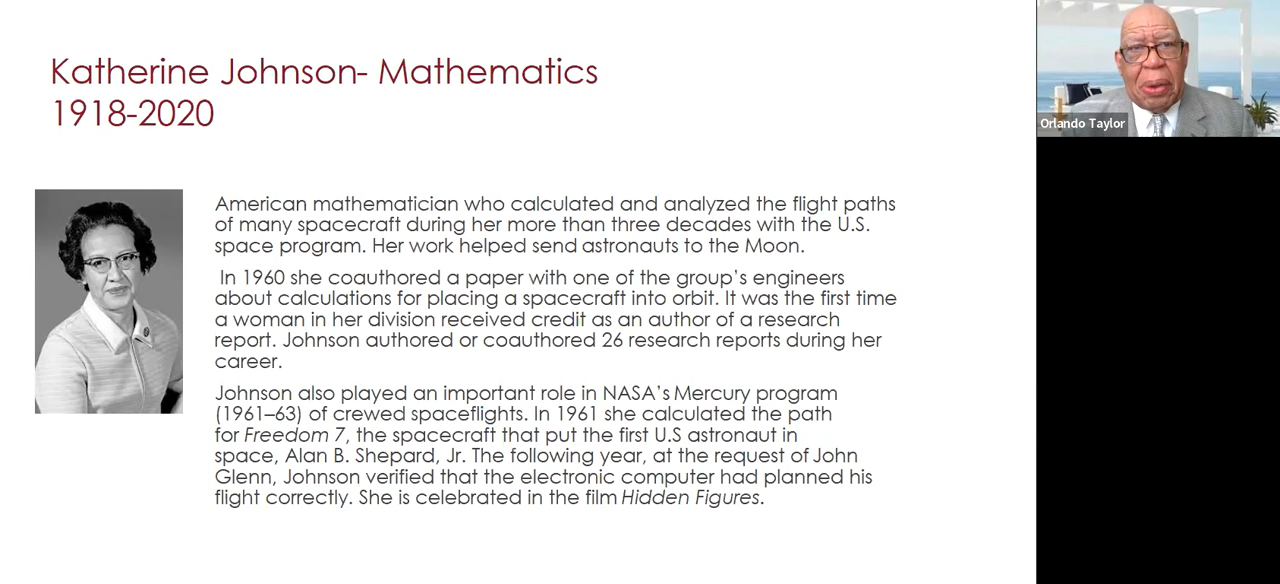 Katherine Johnson- Mathematics
1918-2020
American mathematician who calculated and analyzed the flight paths
of many spacecraft during her more than three decades with the U.S.
space program. Her work helped send astronauts to the Moon.
In 1960 she coauthored a paper with one of the group's engineers
about calculations for placing a spacecraft into orbit. It was the first time
a woman in her division received credit as an author of a research
report. Johnson authored or coauthored 26 research reports during her
career.
Johnson also played an important role in NASA's Mercury program
(1961–63) of crewed spaceflights. In 1961 she calculated the path
for Freedom 7, the spacecraft that put the first U.S astronaut in
space, Alan B. Shepard, Jr. The following year, at the request of John
Glenn, Johnson verified that the electronic computer had planned his
flight correctly. She is celebrated in the film Hidden Figures.
Orlando Taylor